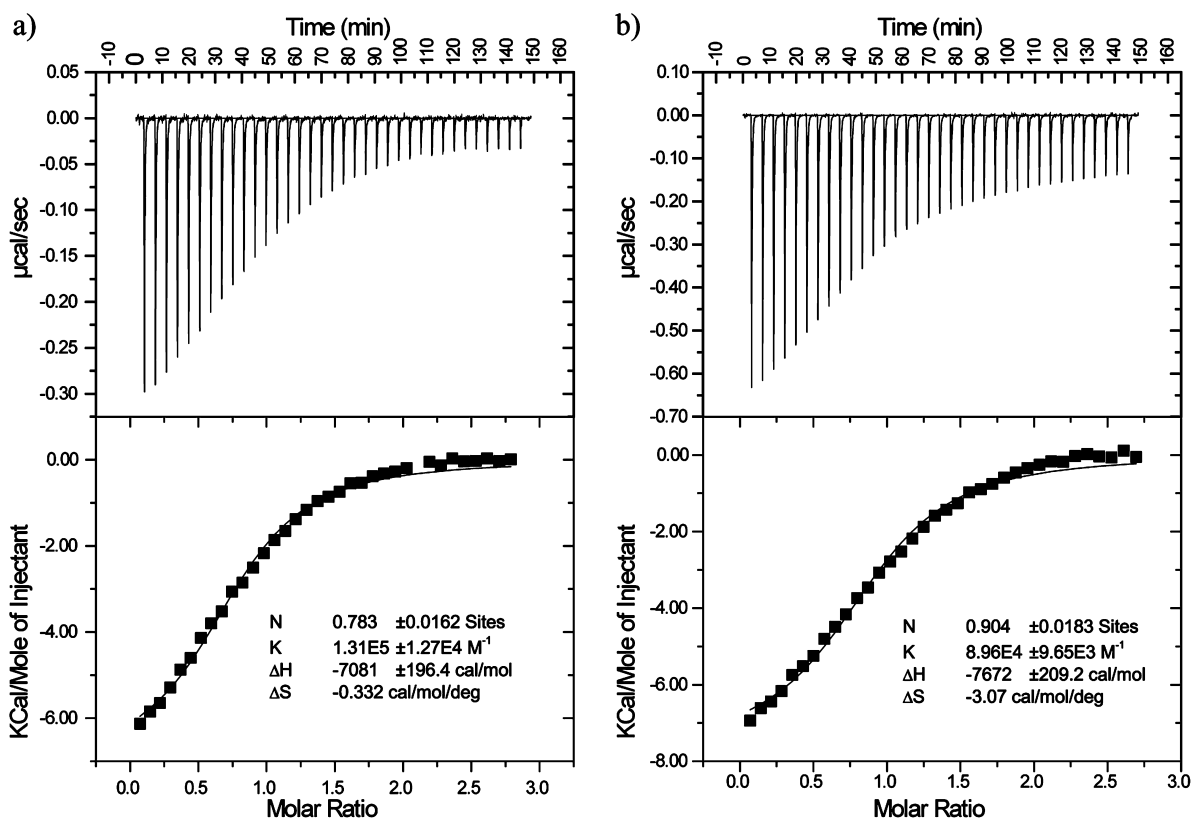 a)
Time (min)
-10 0 10 20 30 40 50 60 70 80 90 100 110 120 130 140 150 160
0.05
0.00
-0.05
-0.10
-0.15
-0.20
-0.25
-0.30
µcal/sec
0.00
-2.00
-4.00
-6.00
KCal/Mole of Injectant
N 0.783 ±0.0162 Sites
K 1.31E5 ±1.27E4 M⁻¹
ΔH -7081 ±196.4 cal/mol
ΔS -0.332 cal/mol/deg
0.0 0.5 1.0 1.5 2.0 2.5 3.0
Molar Ratio
b)
Time (min)
-10 0 10 20 30 40 50 60 70 80 90 100 110 120 130 140 150 160
0.10
0.00
-0.10
-0.20
-0.30
-0.40
-0.50
-0.60
-0.70
µcal/sec
0.00
-2.00
-4.00
-6.00
-8.00
KCal/Mole of Injectant
N 0.904 ±0.0183 Sites
K 8.96E4 ±9.65E3 M⁻¹
ΔH -7672 ±209.2 cal/mol
ΔS -3.07 cal/mol/deg
0.0 0.5 1.0 1.5 2.0 2.5 3.0
Molar Ratio